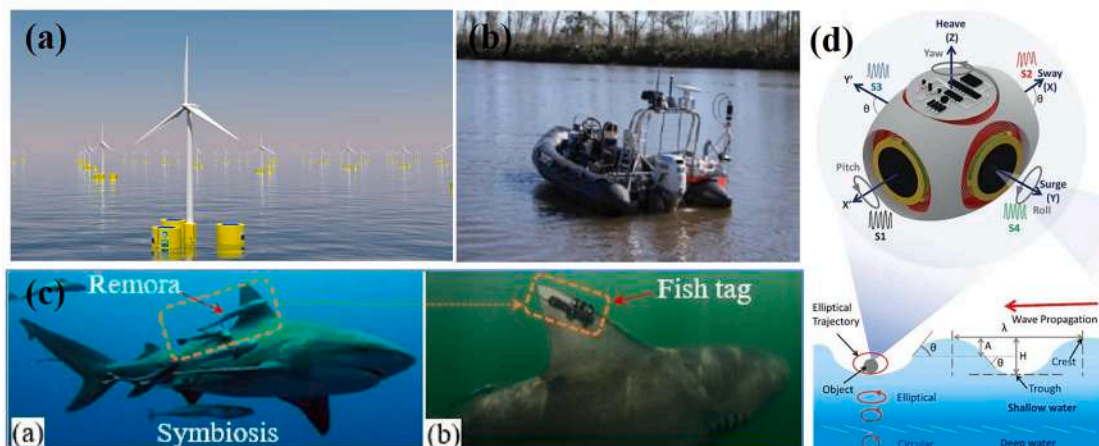 (a)
(b)
(c)
Remora
Symbiosis
(a)
Fish tag
(b)
(d)
Heave
(Z)
Yaw
S3
Y'
θ
S2
Sway
(X)
θ
Pitch
X'
S1
Surge
(Y)
Roll
S4
Elliptical
Trajectory
Object
Elliptical
Circular
Wave Propagation
λ
θ
A
H
θ
Crest
Trough
Shallow water
Deep water